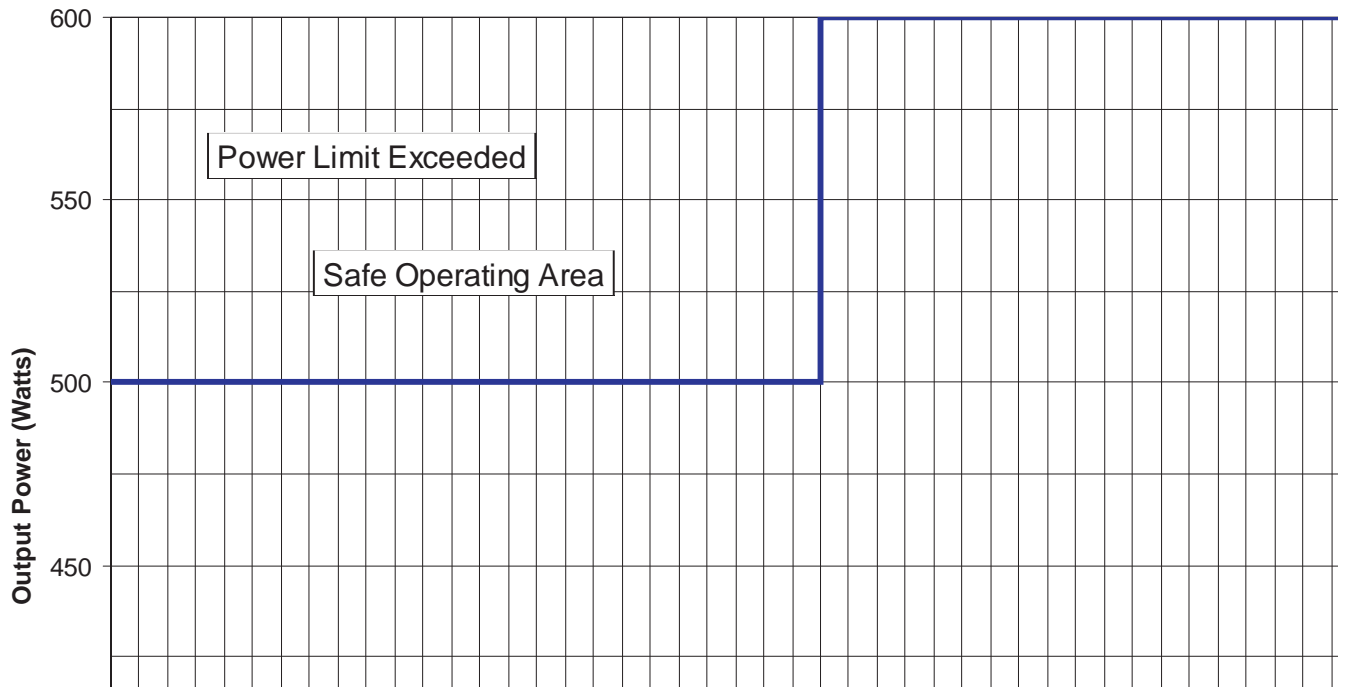 600
Power Limit Exceeded
550
Safe Operating Area
500
450
Output Power (Watts)